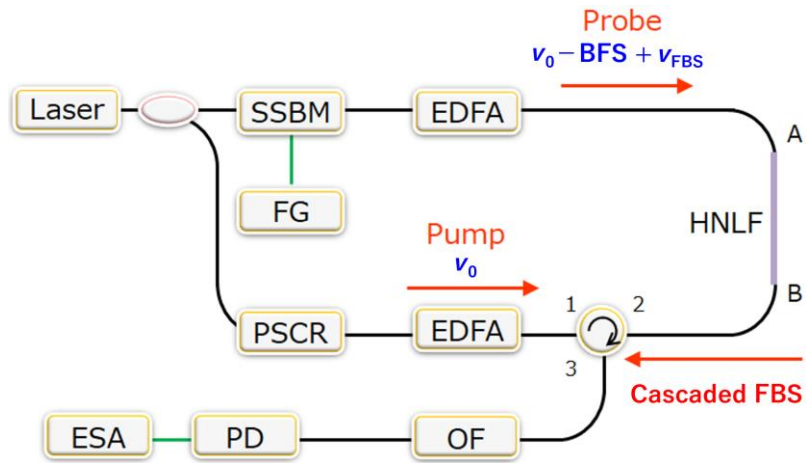 Probe
ν₀ − BFS + ν_FBS
Laser
SSBM
EDFA
A
FG
HNLF
Pump
ν₀
B
1
2
PSCR
EDFA
3
Cascaded FBS
ESA
PD
OF